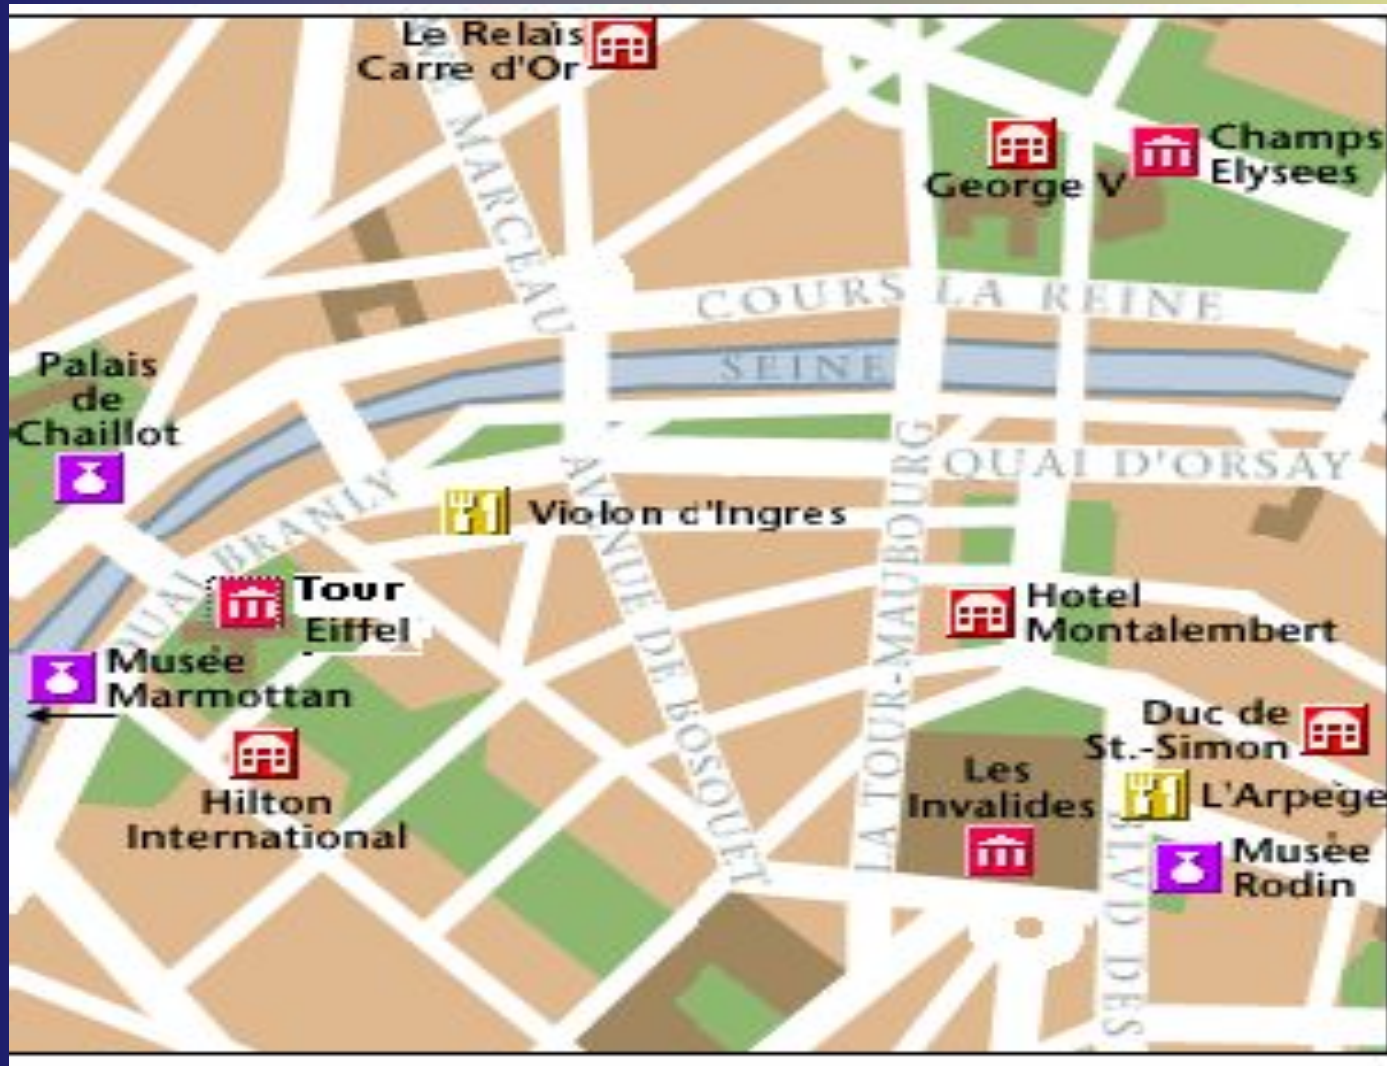 Le Relais
Carre d'Or
MARCEAU
Champs
Elysees
George V
COURS LA REINE
SEINE
Palais
de
Chaillot
QUAI D'ORSAY
QUAI BRANLY
Violon d'Ingres
AVENUE DE BOSQUET
LA TOUR-MAUBOURG
Tour
Eiffel
Hotel
Montalembert
Musée
Marmottan
Duc de
St.-Simon
Les
Invalides
L'Arpege
Hilton
International
Musée
Rodin
BLVD DES